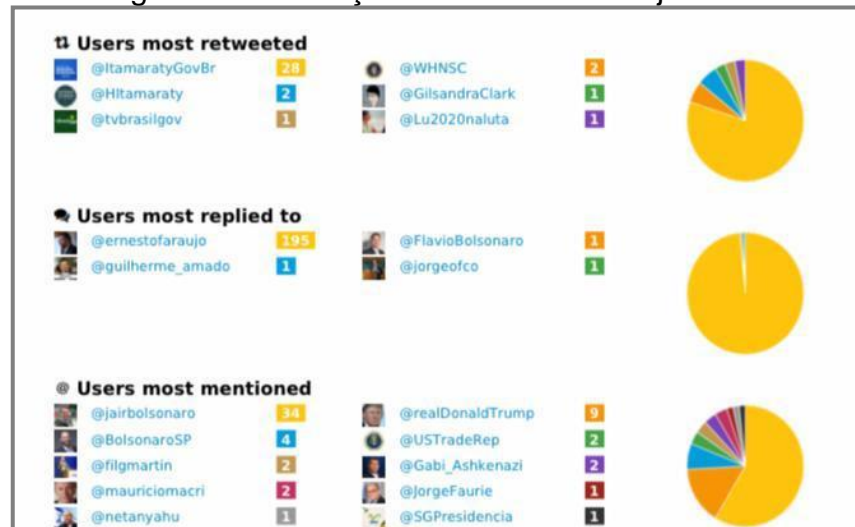 Users most retweeted
@ItamaratyGovBr 28 @WHNSC 2
@HItamaraty 2 @GilsandraClark 1
@tvbrasilgov 1 @Lu2020naluta 1
Users most replied to
@ernestofaraujo 195 @FlavioBolsonaro 1
@guilherme_amado 1 @jorgeofco 1
@ Users most mentioned
@jairbolsonaro 34 @realDonaldTrump 9
@BolsonaroSP 4 @USTradeRep 2
@filgmartin 2 @Gabi_Ashkenazi 2
@mauriciomacri 2 @JorgeFaurie 1
@netanyahu 1 @SGPresidencia 1